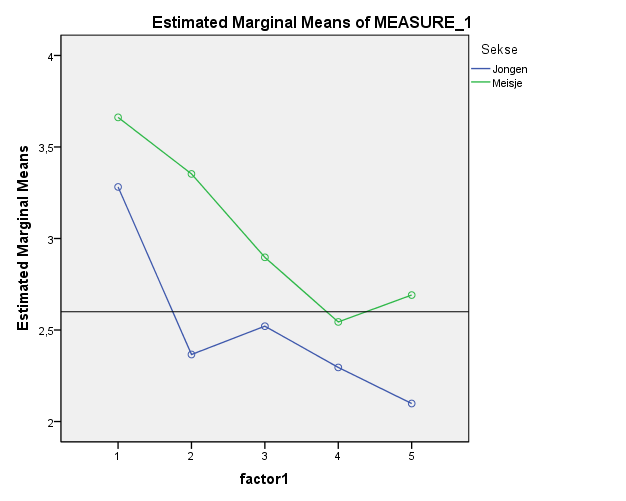 Estimated Marginal Means of MEASURE_1
Sekse
Jongen
Meisje
Estimated Marginal Means
4
3,5
3
2,5
2
1 2 3 4 5
factor1